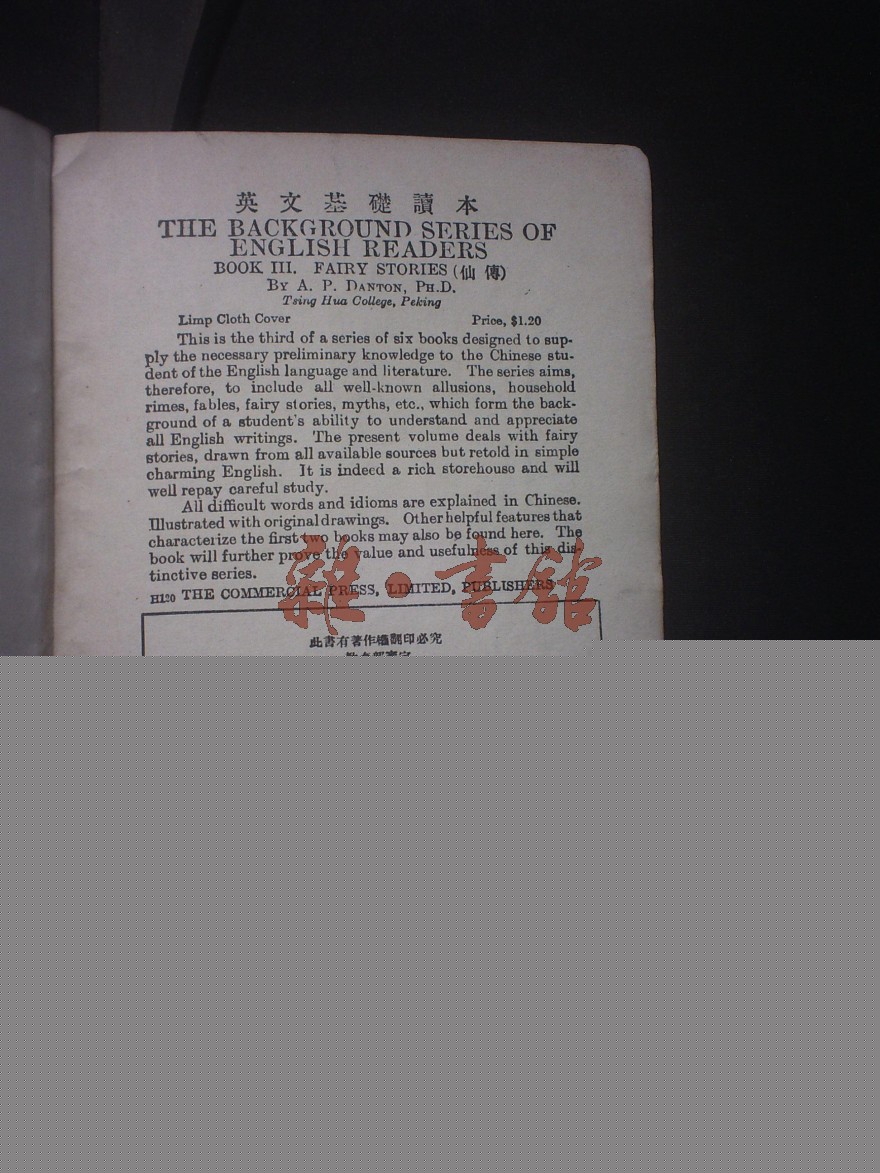 英文基礎讀本
THE BACKGROUND SERIES OF
ENGLISH READERS
BOOK III. FAIRY STORIES (仙傳)
BY A. P. DANTON, PH.D.
Tsing Hua College, Peking
Limp Cloth Cover Price, $1.20
This is the third of a series of six books designed to sup-
ply the necessary preliminary knowledge to the Chinese stu-
dent of the English language and literature. The series aims,
therefore, to include all well-known allusions, household
rimes, fables, fairy stories, myths, etc., which form the back-
ground of a student's ability to understand and appreciate
all English writings. The present volume deals with fairy
stories, drawn from all available sources but retold in simple
charming English. It is indeed a rich storehouse and will
well repay careful study.
All difficult words and idioms are explained in Chinese.
Illustrated with original drawings. Other helpful features that
characterize the first two books may also be found here. The
book will further prove the value and usefulness of this dis-
tinctive series.
H120 THE COMMERCIAL PRESS, LIMITED, PUBLISHERS
雜·書館
此書有著作權翻印必究